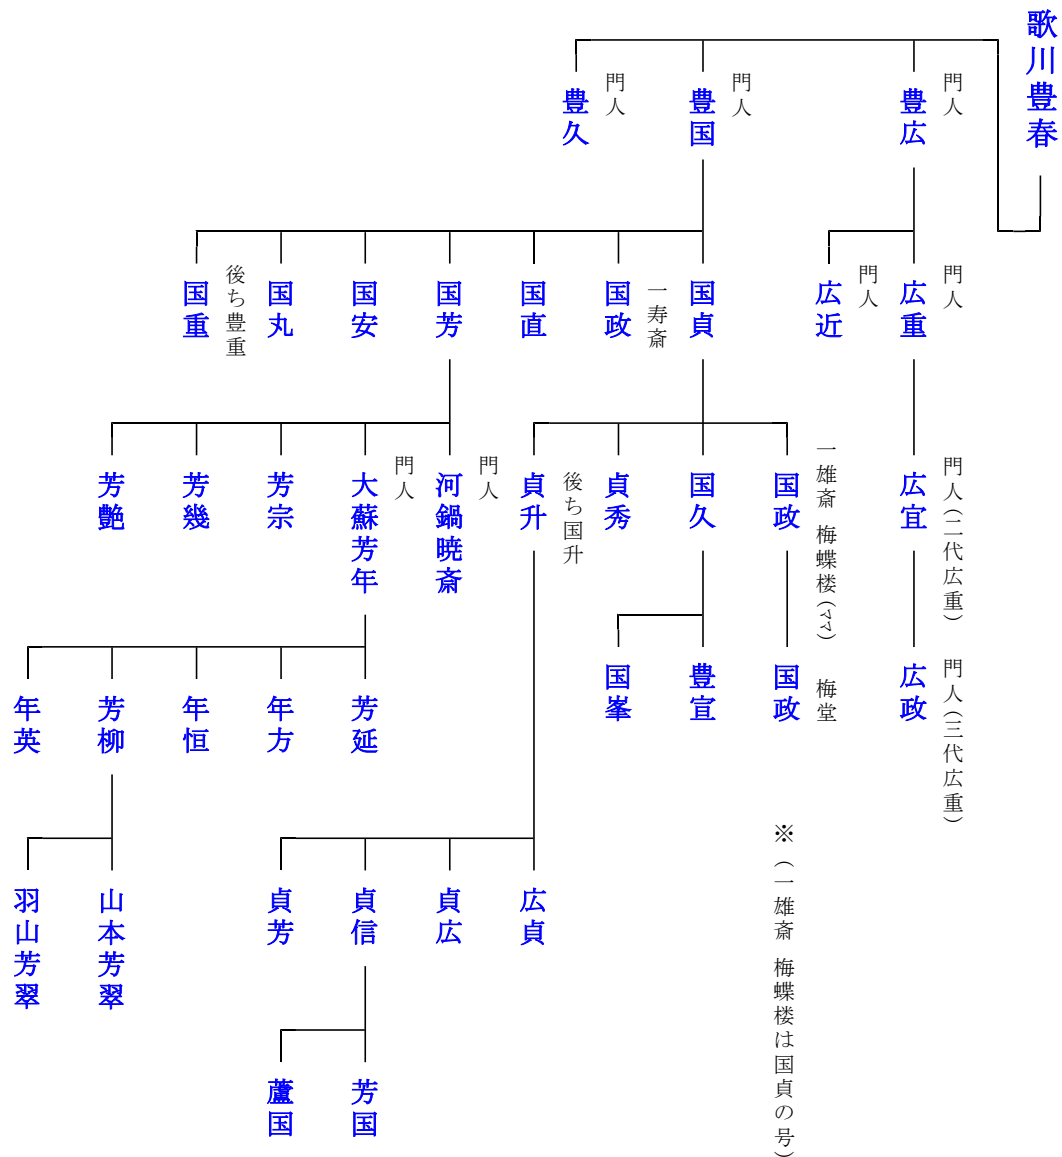 歌川豊春
豊広
門人
豊国
門人
豊久
門人
広重
門人
広近
門人
国貞
国政
一寿斎
国直
国芳
国安
国丸
国重
後ち豊重
広宜
門人(二代広重)
国政
一雄斎 梅蝶楼(ママ)
国久
貞秀
貞升
後ち国升
河鍋暁斎
門人
大蘇芳年
門人
芳宗
芳幾
芳艶
広政
門人(三代広重)
国政
梅堂
豊宣
国峯
芳延
年方
年恒
芳柳
年英
広貞
貞広
貞信
貞芳
山本芳翠
羽山芳翠
芳国
蘆国
※(一雄斎 梅蝶楼は国貞の号)